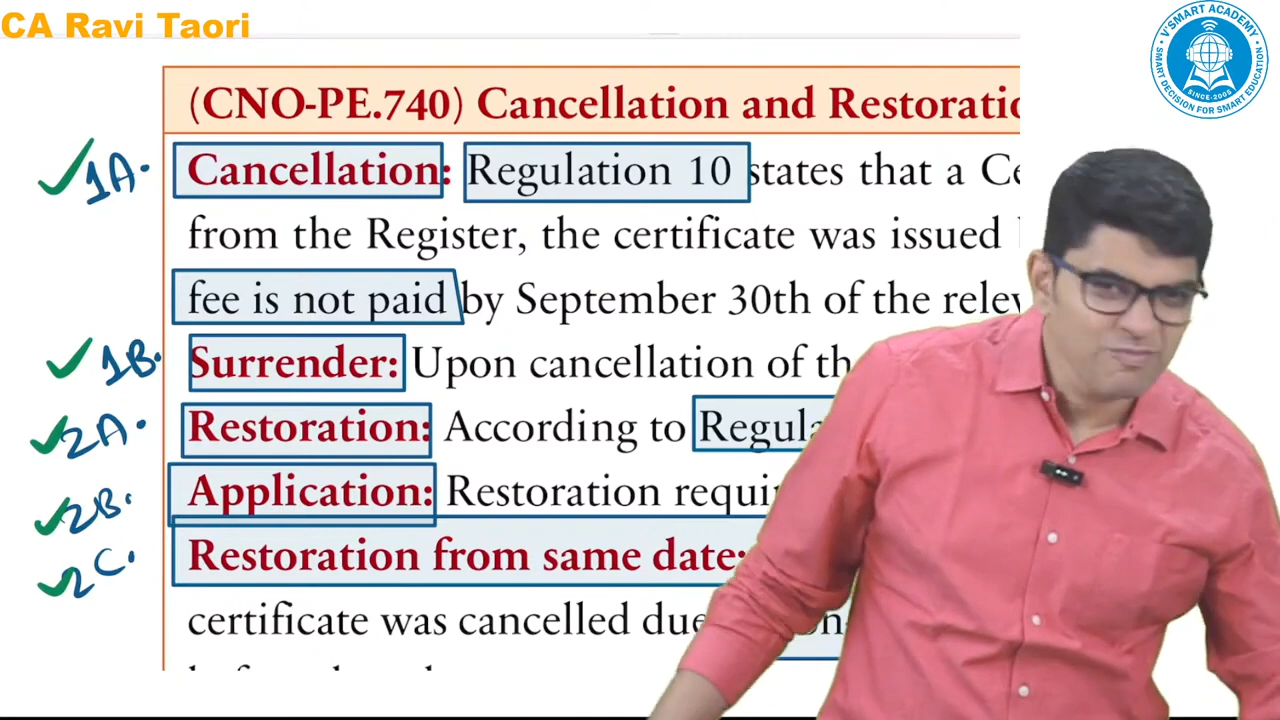 CA Ravi Taori
V'SMART ACADEMY
SMART DECISION FOR SMART EDUCATION
SINCE-2005
(CNO-PE.740) Cancellation and Restoratio
1A. Cancellation: Regulation 10 states that a Ce
from the Register, the certificate was issued
fee is not paid by September 30th of the relev
1B. Surrender: Upon cancellation of th
2A. Restoration: According to Regula
2B. Application: Restoration requi
2C. Restoration from same date:
certificate was cancelled due